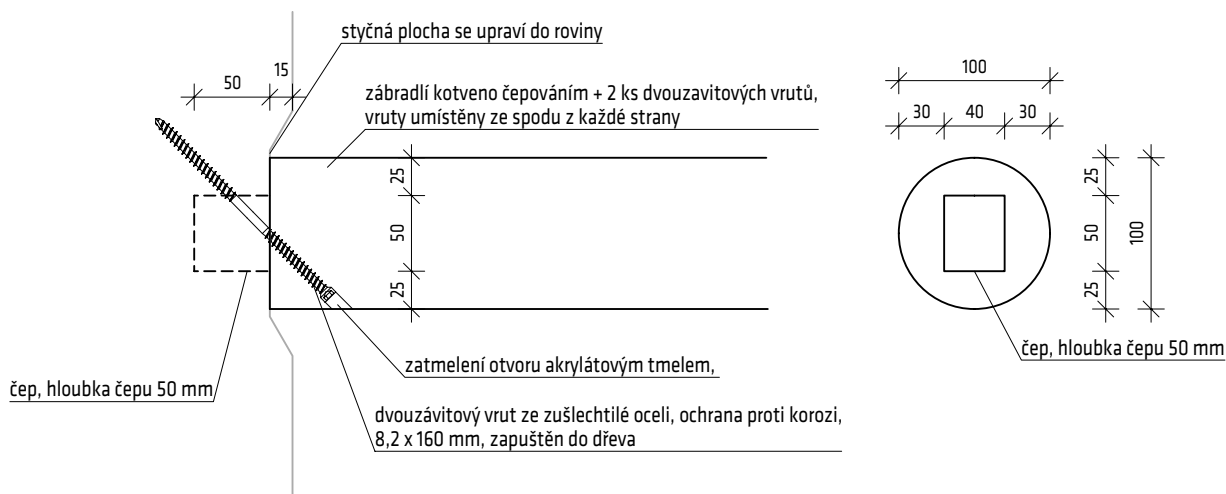 styčná plocha se upraví do roviny
50
15
zábradlí kotveno čepováním + 2 ks dvouzavitových vrutů,
vruty umístěny ze spodu z každé strany
25
50
25
zatmelení otvoru akrylátovým tmelem,
čep, hloubka čepu 50 mm
dvouzávitový vrut ze zušlechtilé oceli, ochrana proti korozi,
8,2 x 160 mm, zapuštěn do dřeva
100
30
40
30
25
50
25
100
čep, hloubka čepu 50 mm